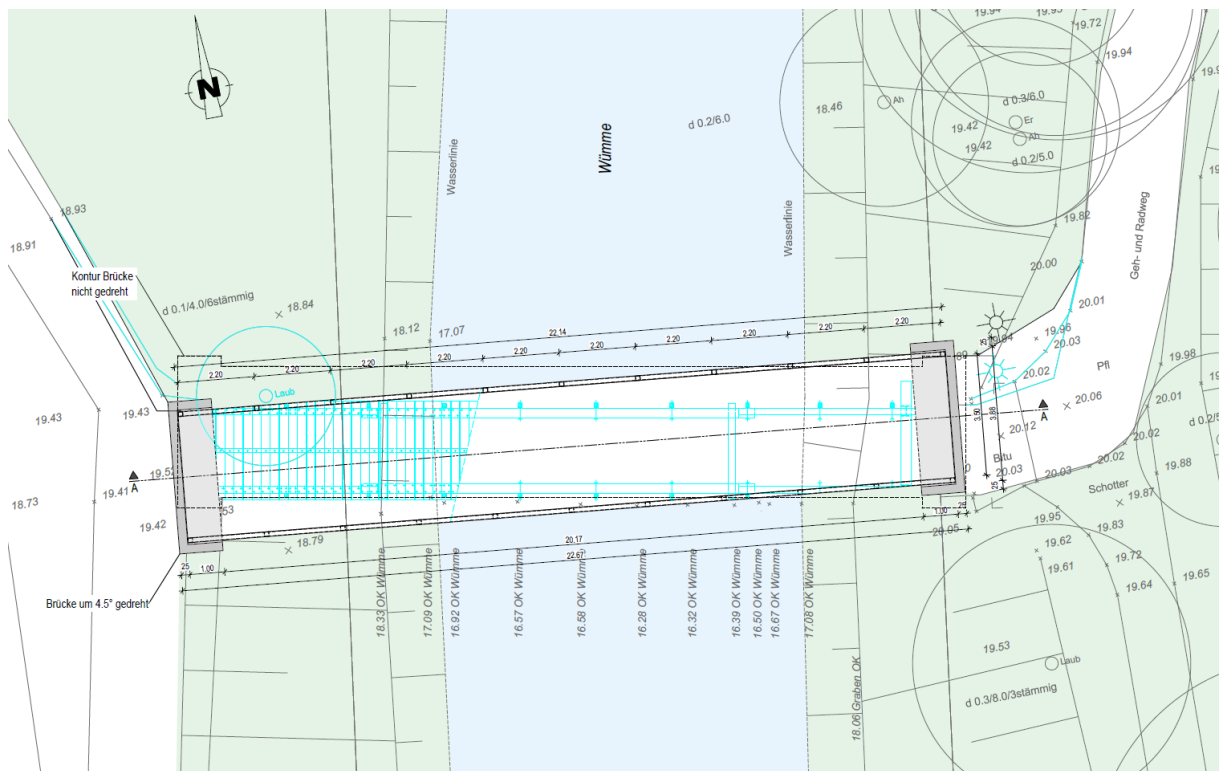 19.94
19.95
19.72
19.94
N
Wümme
d 0.2/6.0
18.46
Ah
d 0.3/6.0
Er
19.42
Ah
19.42
d 0.2/5.0
Wasserlinie
Wasserlinie
18.93
18.91
19.82
Geh- und Radweg
20.00
Kontur Brücke
nicht gedreht
d 0.1/4.0/6stämmig
18.84
18.12
17.07
20.01
22.14
2.20
2.20
2.20
2.20
2.20
2.20
2.20
2.20
2.20
2.20
19.96
19.94
20.03
19.98
Pfl
Laub
20.02
20.01
20.06
19.43
19.43
3.50
3.88
A
20.12
20.02
Bitu
19.52
A
18.73
19.41
20.03
20.03
20.02
19.88
25
Schotter
19.87
19.42
1.00
25
20.05
19.95
19.83
18.79
20.17
22.67
25
1.00
19.62
19.61
19.72
19.64
19.65
Brücke um 4.5° gedreht
18.33 OK Wümme
17.09 OK Wümme
16.92 OK Wümme
16.57 OK Wümme
16.58 OK Wümme
16.28 OK Wümme
16.32 OK Wümme
16.39 OK Wümme
16.50 OK Wümme
16.67 OK Wümme
17.08 OK Wümme
18.06 Graben OK
19.53
Laub
d 0.3/8.0/3stämmig